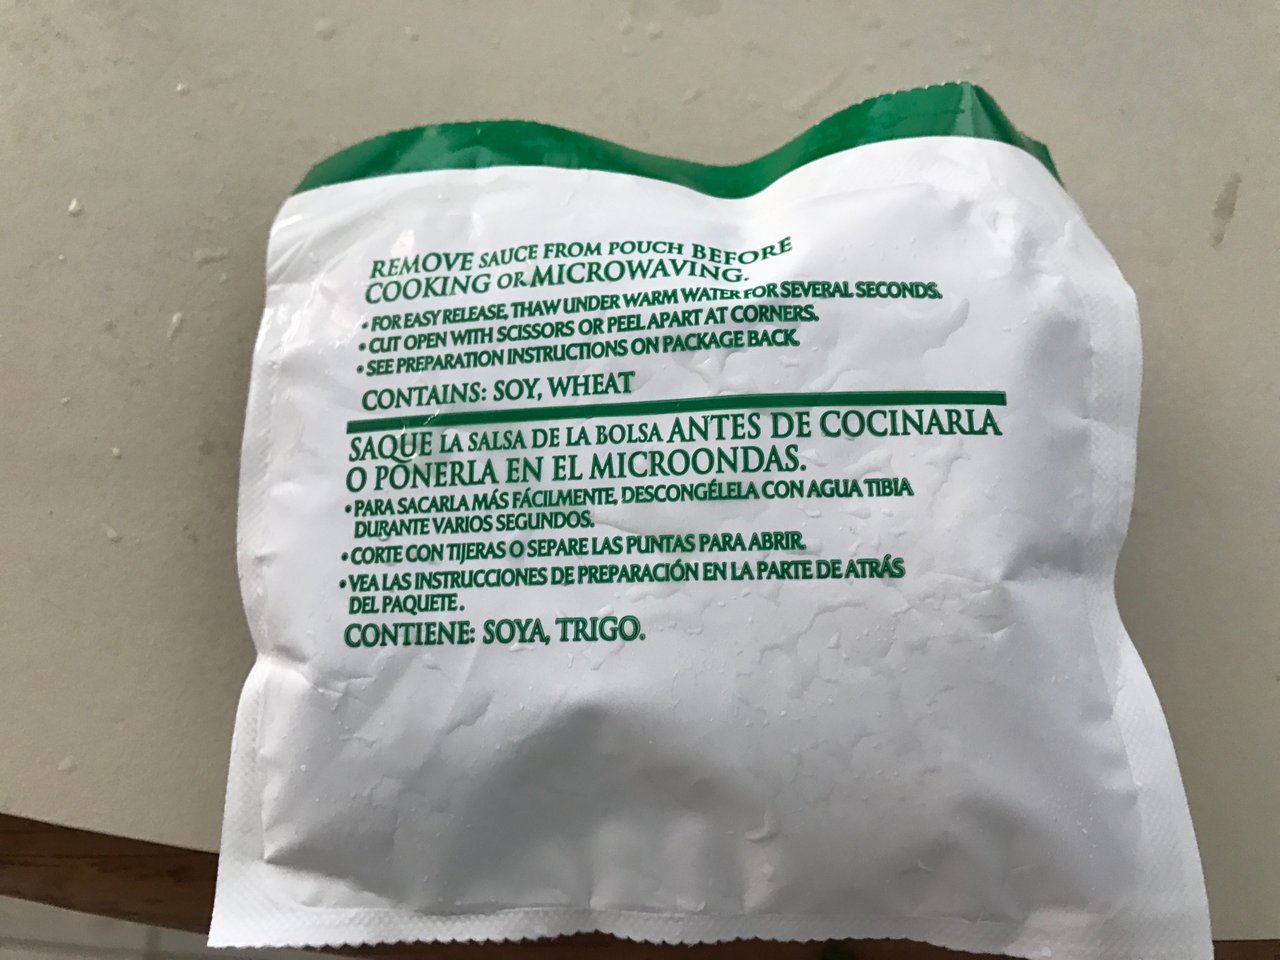 REMOVE SAUCE FROM POUCH BEFORE
COOKING OR MICROWAVING.
• FOR EASY RELEASE, THAW UNDER WARM WATER FOR SEVERAL SECONDS.
• CUT OPEN WITH SCISSORS OR PEEL APART AT CORNERS.
• SEE PREPARATION INSTRUCTIONS ON PACKAGE BACK.
CONTAINS: SOY, WHEAT
SAQUE LA SALSA DE LA BOLSA ANTES DE COCINARLA
O PONERLA EN EL MICROONDAS.
• PARA SACARLA MÁS FÁCILMENTE, DESCONGÉLELA CON AGUA TIBIA
DURANTE VARIOS SEGUNDOS.
• CORTE CON TIJERAS O SEPARE LAS PUNTAS PARA ABRIR.
• VEA LAS INSTRUCCIONES DE PREPARACIÓN EN LA PARTE DE ATRÁS
DEL PAQUETE.
CONTIENE: SOYA, TRIGO.